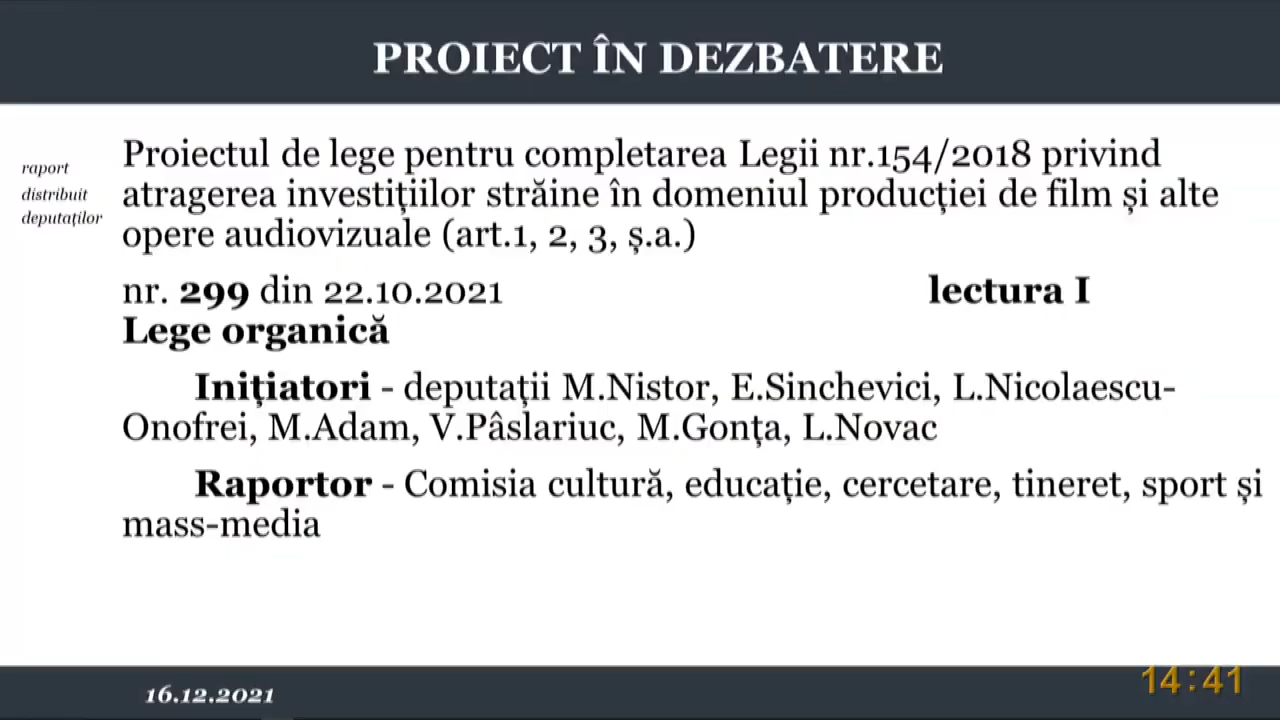 PROIECT ÎN DEZBATERE
raport
distribuit
deputaților
Proiectul de lege pentru completarea Legii nr.154/2018 privind
atragerea investițiilor străine în domeniul producției de film și alte
opere audiovizuale (art.1, 2, 3, ș.a.)
nr. 299 din 22.10.2021 lectura I
Lege organică
Inițiatori - deputații M.Nistor, E.Sinchevici, L.Nicolaescu-
Onofrei, M.Adam, V.Pâslariuc, M.Gonța, L.Novac
Raportor - Comisia cultură, educație, cercetare, tineret, sport și
mass-media
16.12.2021
14:41